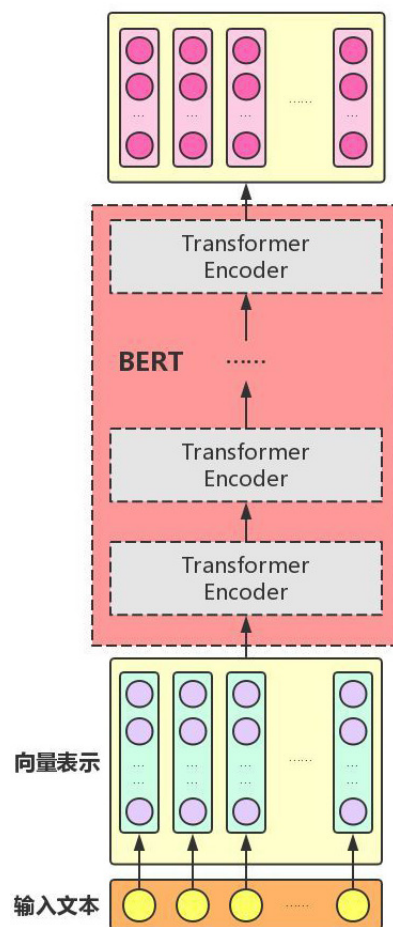 ...
...
...
......
...
Transformer
Encoder
BERT
......
Transformer
Encoder
Transformer
Encoder
向量表示
...
...
...
......
...
...
...
...
...
输入文本
......